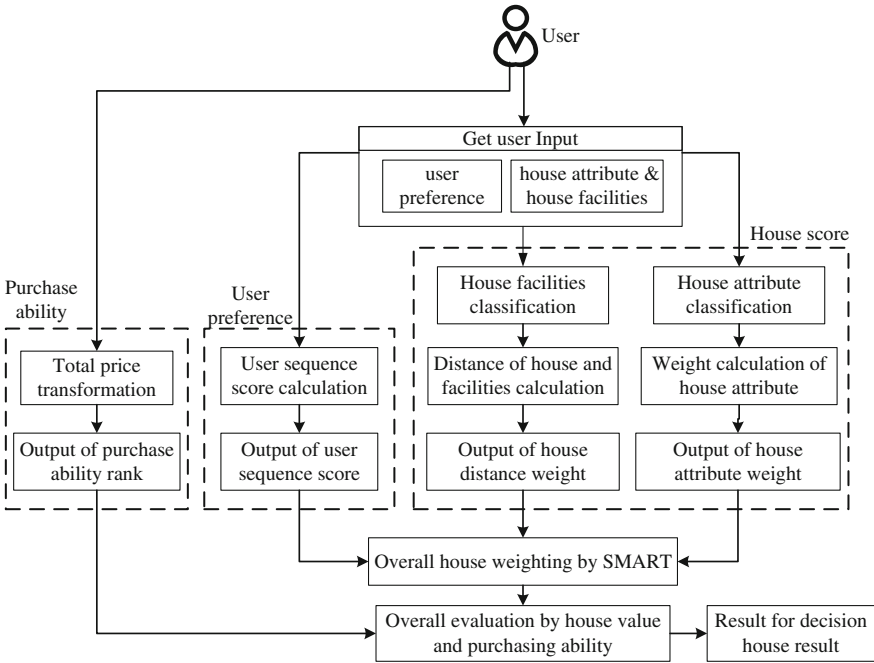 User
Get user Input
user
preference
house attribute &
house facilities
House score
Purchase
ability
User
preference
House facilities
classification
House attribute
classification
Total price
transformation
User sequence
score calculation
Distance of house and
facilities calculation
Weight calculation of
house attribute
Output of purchase
ability rank
Output of user
sequence score
Output of house
distance weight
Output of house
attribute weight
Overall house weighting by SMART
Overall evaluation by house value
and purchasing ability
Result for decision
house result